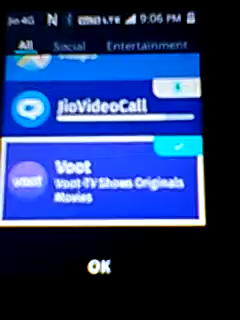 Jio 4G N LTE 9:06 PM
All Social Entertainment
JioVideoCall
voot
Voot
Voot TV Shows Originals
Movies
OK